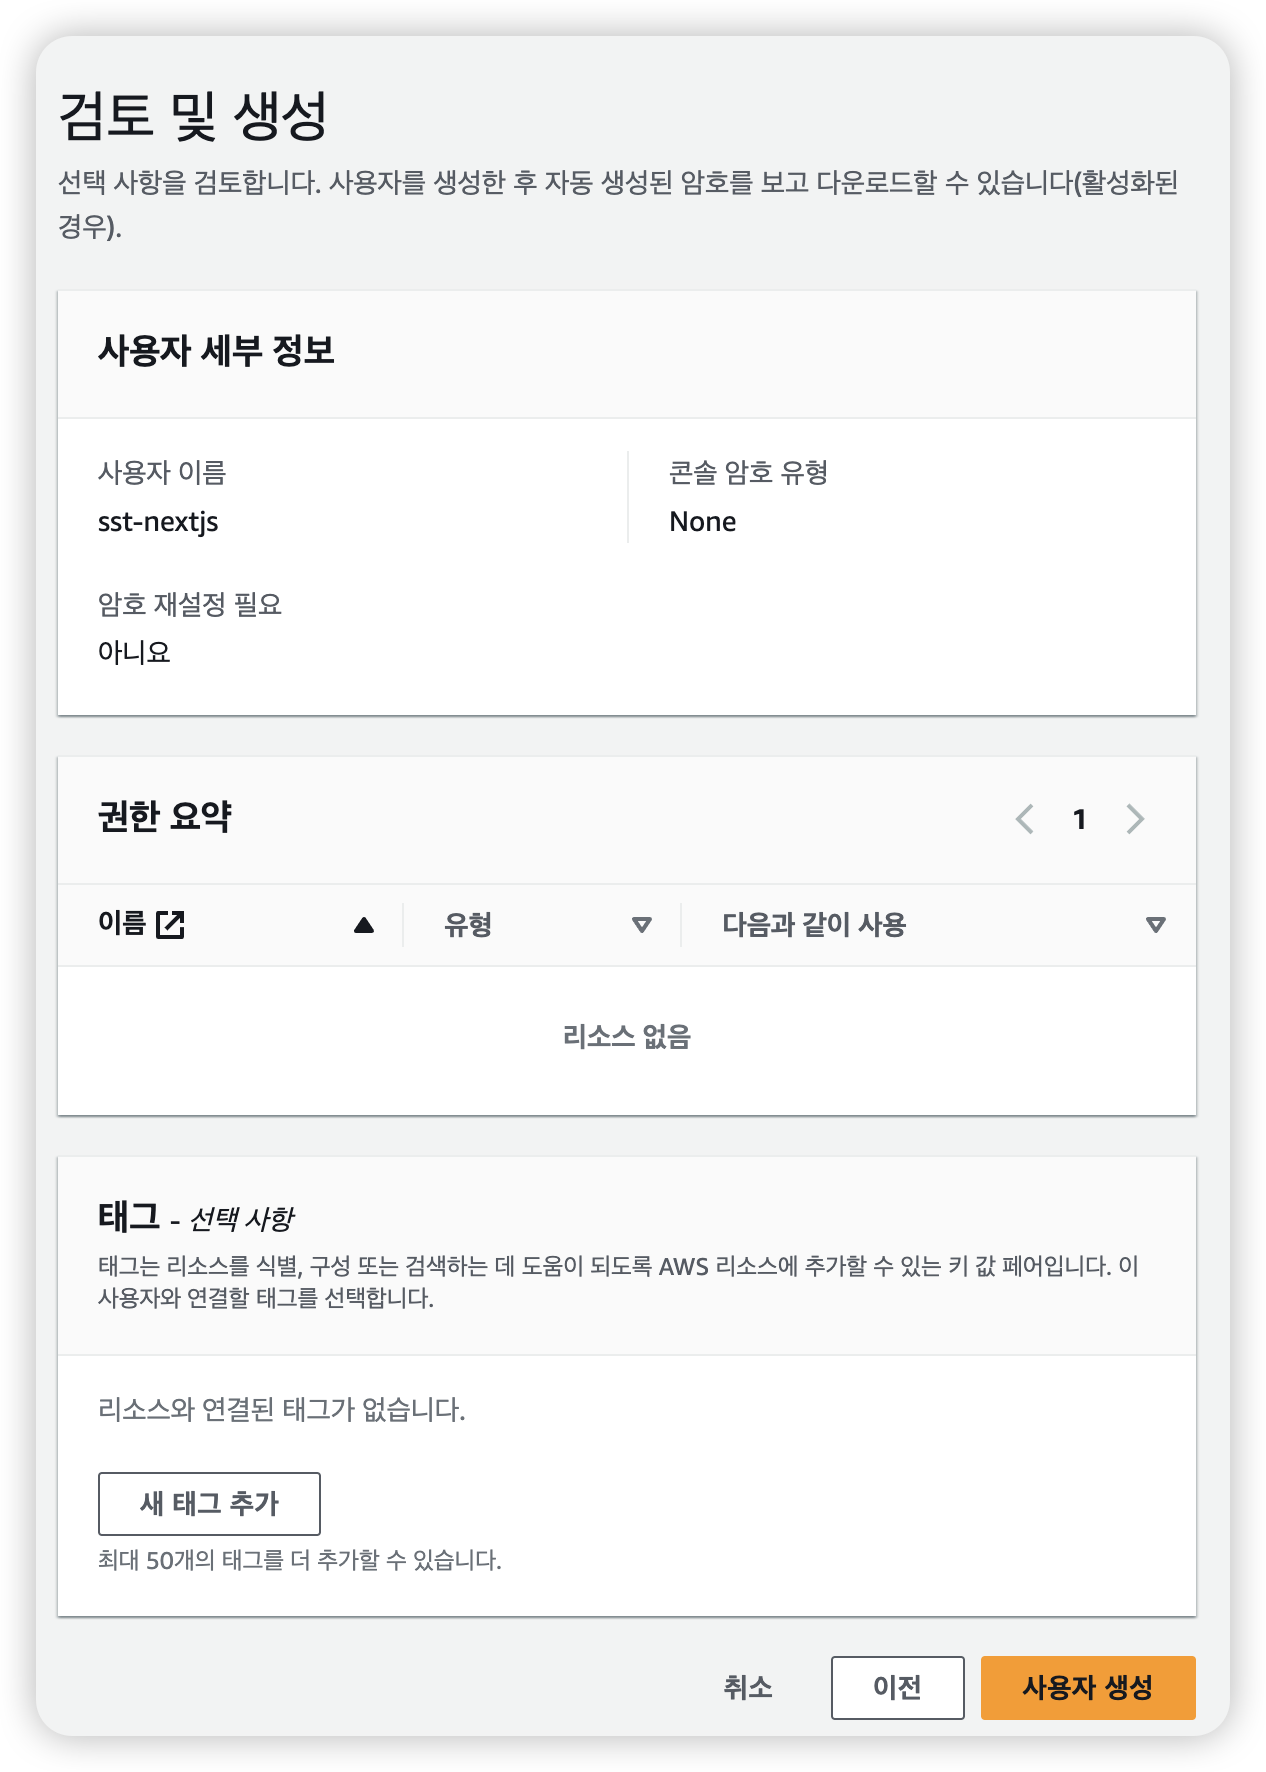 검토 및 생성
선택 사항을 검토합니다. 사용자를 생성한 후 자동 생성된 암호를 보고 다운로드할 수 있습니다(활성화된
경우).
사용자 세부 정보
사용자 이름
sst-nextjs
콘솔 암호 유형
None
암호 재설정 필요
아니요
권한 요약
1
이름
유형
다음과 같이 사용
리소스 없음
태그 - 선택 사항
태그는 리소스를 식별, 구성 또는 검색하는 데 도움이 되도록 AWS 리소스에 추가할 수 있는 키 값 페어입니다. 이
사용자와 연결할 태그를 선택합니다.
리소스와 연결된 태그가 없습니다.
새 태그 추가
최대 50개의 태그를 더 추가할 수 있습니다.
취소
이전
사용자 생성